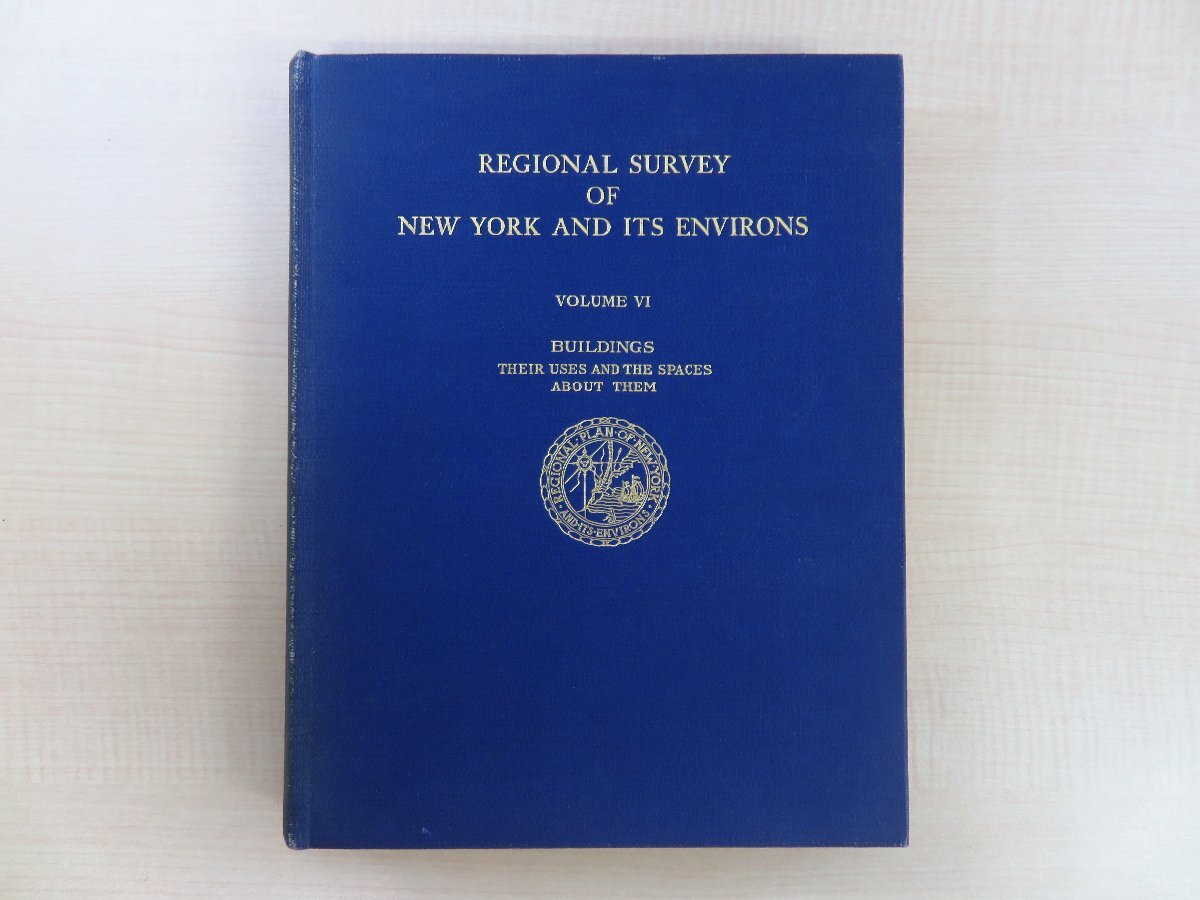 REGIONAL SURVEY
OF
NEW YORK AND ITS ENVIRONS
VOLUME VI
BUILDINGS
THEIR USES AND THE SPACES
ABOUT THEM
REGIONAL·PLAN·OF·NEW·YORK
·AND·ITS·ENVIRONS·